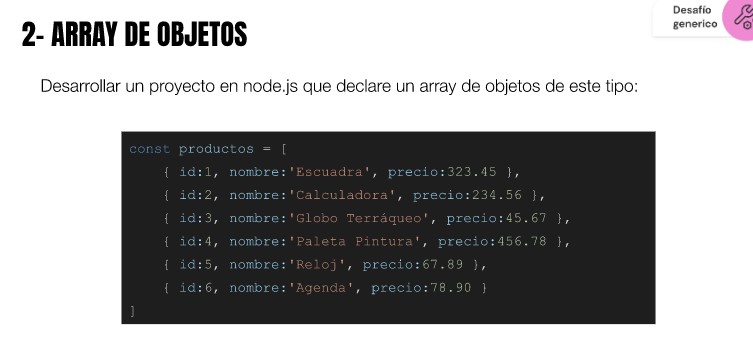 Desafío
generico
2- ARRAY DE OBJETOS
Desarrollar un proyecto en node.js que declare un array de objetos de este tipo:
const productos = [
{ id:1, nombre:'Escuadra', precio:323.45 },
{ id:2, nombre:'Calculadora', precio:234.56 },
{ id:3, nombre:'Globo Terráqueo', precio:45.67 },
{ id:4, nombre:'Paleta Pintura', precio:456.78 },
{ id:5, nombre:'Reloj', precio:67.89 },
{ id:6, nombre:'Agenda', precio:78.90 }
]